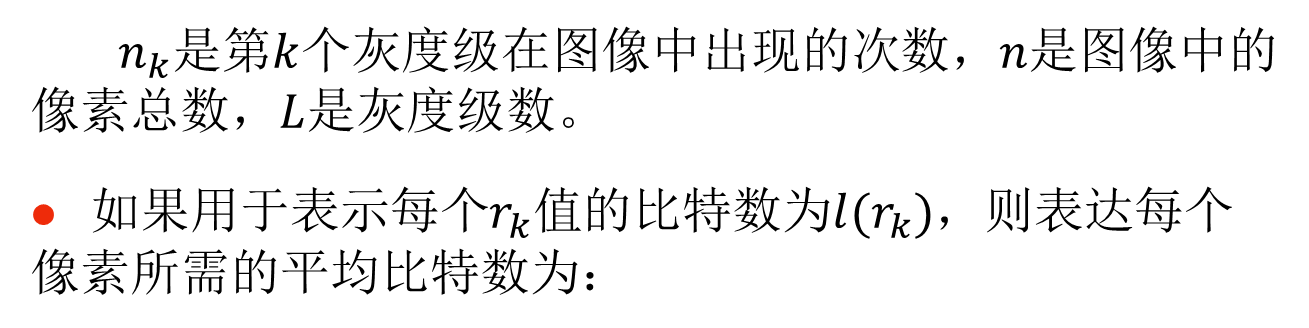 n_k是第k个灰度级在图像中出现的次数，n是图像中的
像素总数，L是灰度级数。
● 如果用于表示每个r_k值的比特数为l(r_k)，则表达每个
像素所需的平均比特数为：